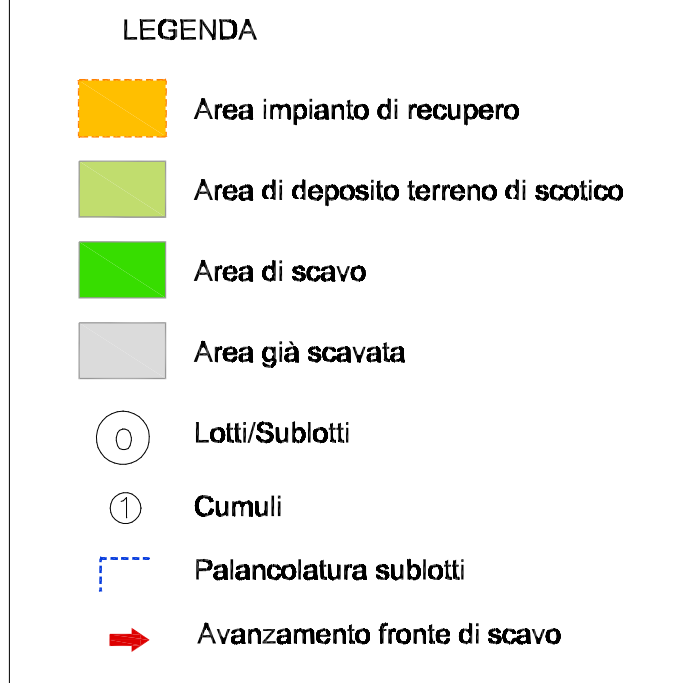 LEGENDA
Area impianto di recupero
Area di deposito terreno di scotico
Area di scavo
Area già scavata
0 Lotti/Sublotti
1 Cumuli
Palancolatura sublotti
Avanzamento fronte di scavo